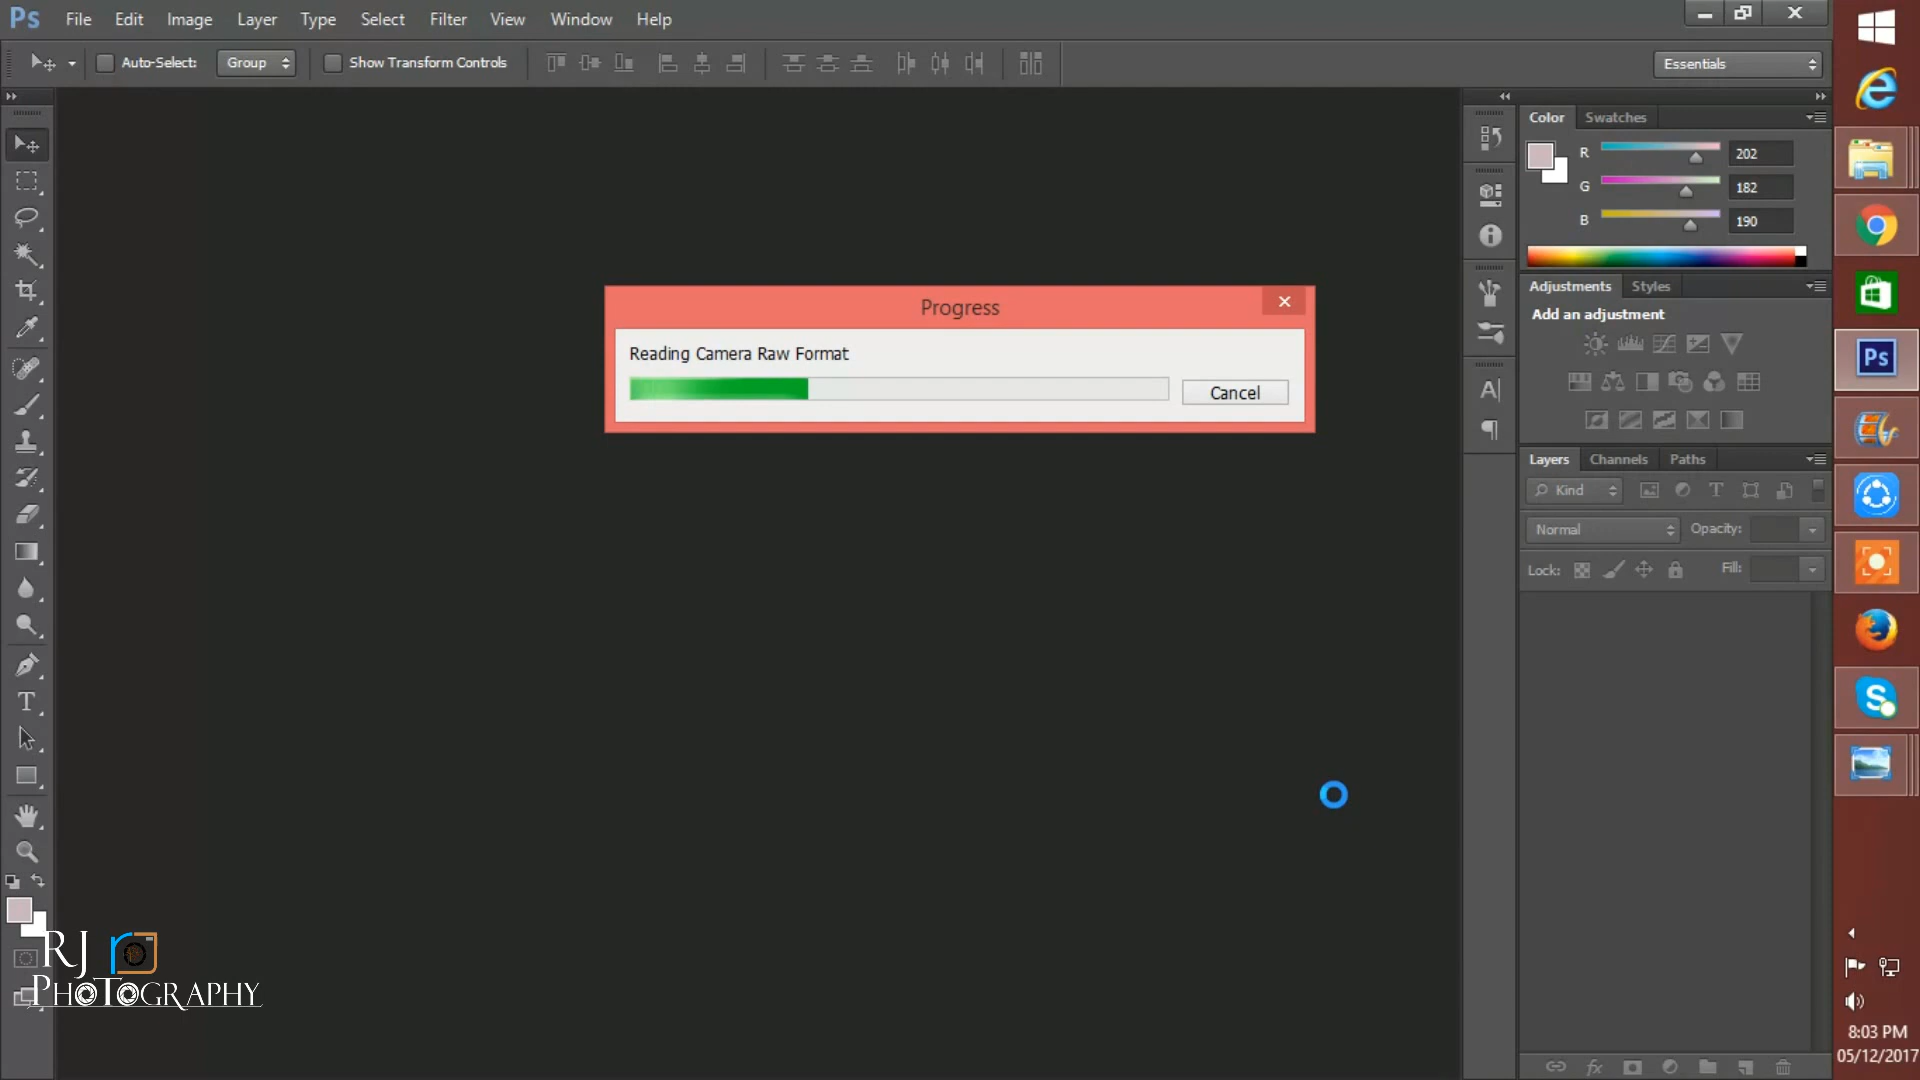 Ps File Edit Image Layer Type Select Filter View Window Help
Auto-Select: Group Show Transform Controls Essentials
Color Swatches
R 202
G 182
B 190
Adjustments Styles
Add an adjustment
Progress
Reading Camera Raw Format
Cancel
Ps
Layers Channels Paths
Kind
Normal Opacity:
Lock: Fill:
RJ
PHOTOGRAPHY
8:03 PM
05/12/2017